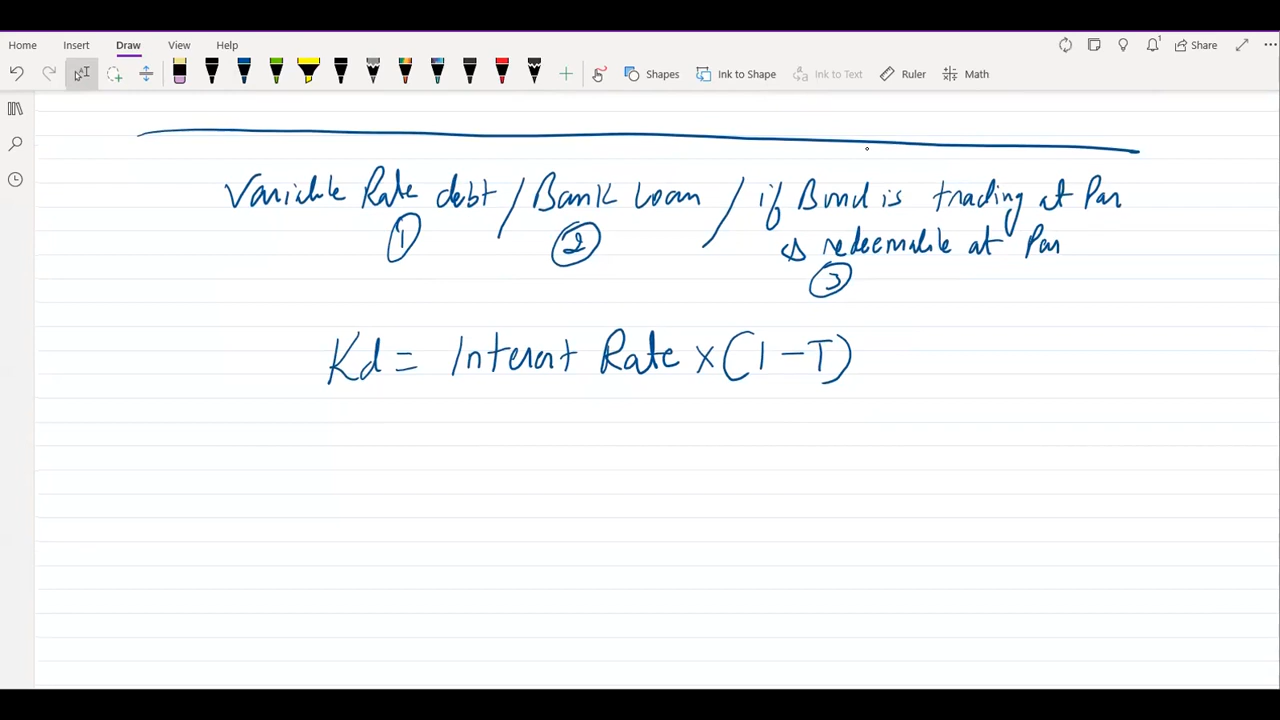 Home Insert Draw View Help
Share
Shapes Ink to Shape Ink to Text Ruler Math
Variable Rate debt / Bank Loan / if Bond is trading at Par
① ② & redeemable at Par
③
Kd = Interest Rate × (1 - T)